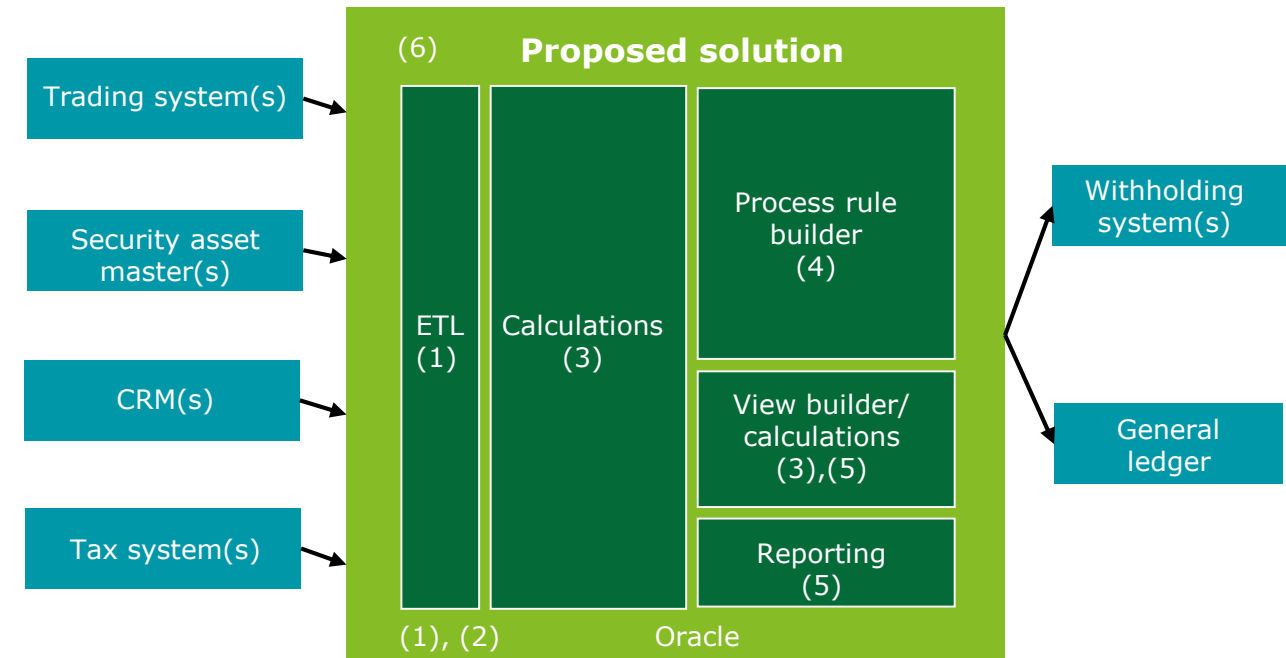 (6)
Proposed solution
Trading system(s)
Security asset
master(s)
CRM(s)
Tax system(s)
ETL
(1)
Calculations
(3)
Process rule
builder
(4)
View builder/
calculations
(3),(5)
Reporting
(5)
(1), (2)
Oracle
Withholding
system(s)
General
ledger